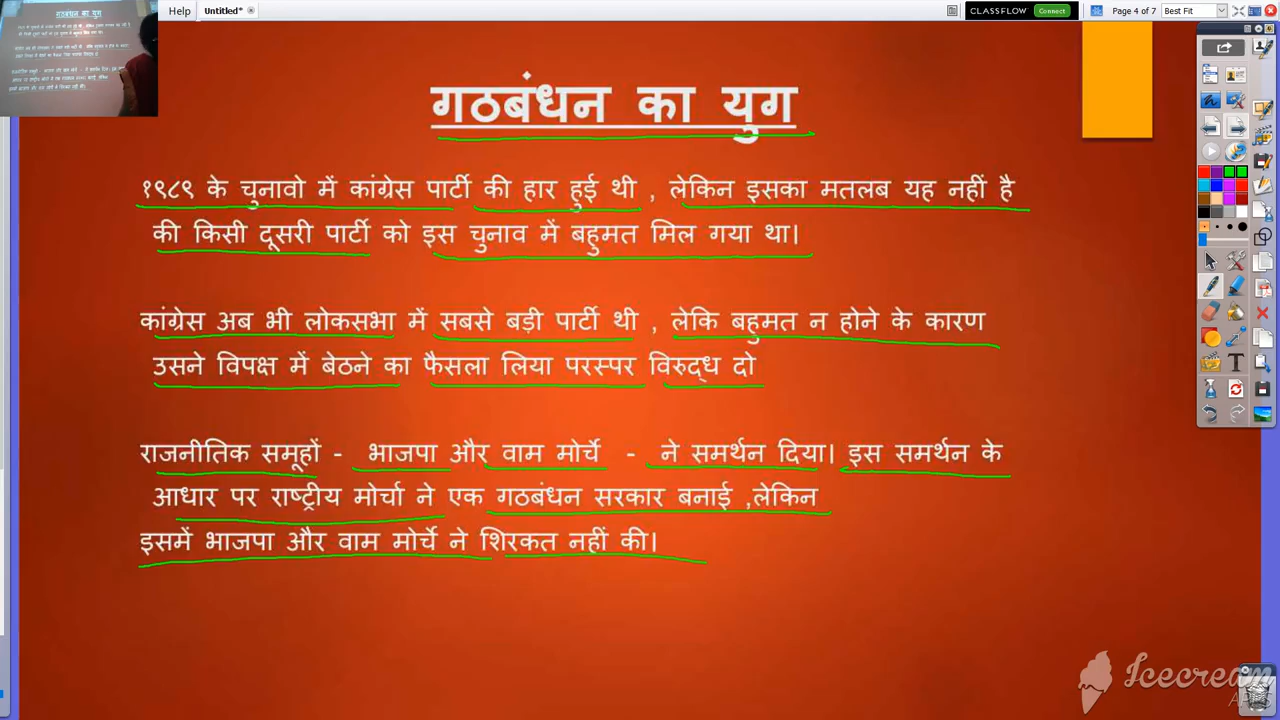 Help
Untitled*
CLASSFLOW
Connect
Page 4 of 7
Best Fit
गठबंधन का युग
१९८९ के चुनावो में कांग्रेस पार्टी की हार हुई थी , लेकिन इसका मतलब यह नहीं है
की किसी दूसरी पार्टी को इस चुनाव में बहुमत मिल गया था।
कांग्रेस अब भी लोकसभा में सबसे बड़ी पार्टी थी , लेकि बहुमत न होने के कारण
उसने विपक्ष में बेठने का फैसला लिया परस्पर विरुद्ध दो
राजनीतिक समूहों - भाजपा और वाम मोर्चे - ने समर्थन दिया। इस समर्थन के
आधार पर राष्ट्रीय मोर्चा ने एक गठबंधन सरकार बनाई ,लेकिन
इसमें भाजपा और वाम मोर्चे ने शिरकत नहीं की।
Icecream
APPS